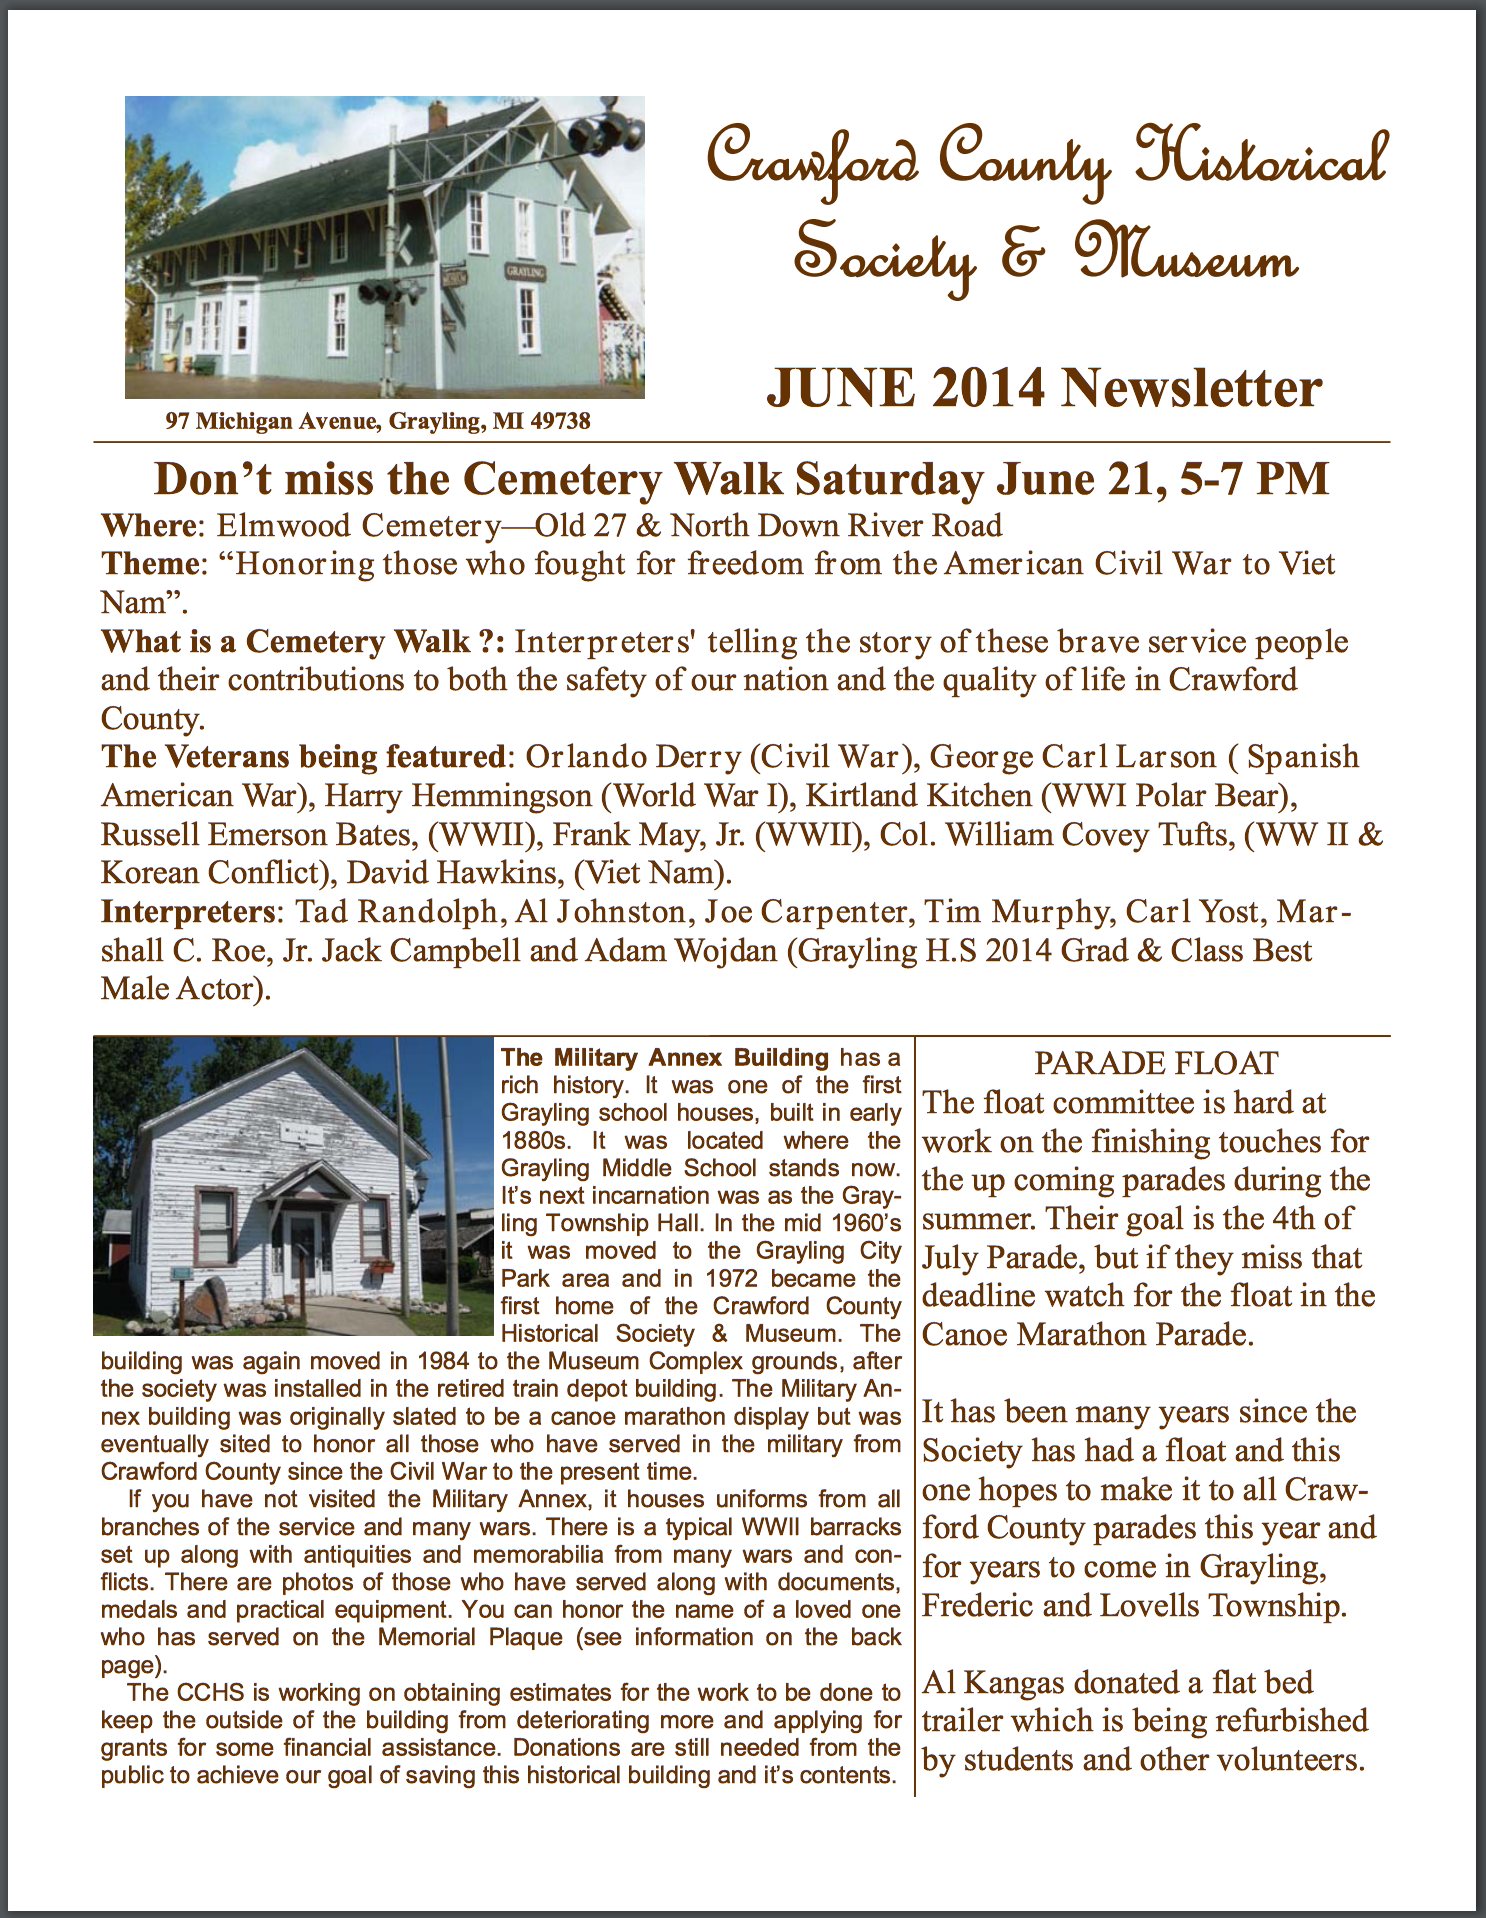 Crawford County Historical
Society & Museum
GRAYLING
MUSEUM
JUNE 2014 Newsletter
97 Michigan Avenue, Grayling, MI 49738
Don’t miss the Cemetery Walk Saturday June 21, 5-7 PM
Where: Elmwood Cemetery—Old 27 & North Down River Road
Theme: “Honoring those who fought for freedom from the American Civil War to Viet
Nam”.
What is a Cemetery Walk ?: Interpreters' telling the story of these brave service people
and their contributions to both the safety of our nation and the quality of life in Crawford
County.
The Veterans being featured: Orlando Derry (Civil War), George Carl Larson ( Spanish
American War), Harry Hemmingson (World War I), Kirtland Kitchen (WWI Polar Bear),
Russell Emerson Bates, (WWII), Frank May, Jr. (WWII), Col. William Covey Tufts, (WW II &
Korean Conflict), David Hawkins, (Viet Nam).
Interpreters: Tad Randolph, Al Johnston, Joe Carpenter, Tim Murphy, Carl Yost, Mar-
shall C. Roe, Jr. Jack Campbell and Adam Wojdan (Grayling H.S 2014 Grad & Class Best
Male Actor).
The Military Annex Building has a
rich history. It was one of the first
Grayling school houses, built in early
1880s. It was located where the
Grayling Middle School stands now.
It’s next incarnation was as the Gray-
ling Township Hall. In the mid 1960’s
it was moved to the Grayling City
Park area and in 1972 became the
first home of the Crawford County
Historical Society & Museum. The
building was again moved in 1984 to the Museum Complex grounds, after
the society was installed in the retired train depot building. The Military An-
nex building was originally slated to be a canoe marathon display but was
eventually sited to honor all those who have served in the military from
Crawford County since the Civil War to the present time.
If you have not visited the Military Annex, it houses uniforms from all
branches of the service and many wars. There is a typical WWII barracks
set up along with antiquities and memorabilia from many wars and con-
flicts. There are photos of those who have served along with documents,
medals and practical equipment. You can honor the name of a loved one
who has served on the Memorial Plaque (see information on the back
page).
The CCHS is working on obtaining estimates for the work to be done to
keep the outside of the building from deteriorating more and applying for
grants for some financial assistance. Donations are still needed from the
public to achieve our goal of saving this historical building and it’s contents.
PARADE FLOAT
The float committee is hard at
work on the finishing touches for
the up coming parades during the
summer. Their goal is the 4th of
July Parade, but if they miss that
deadline watch for the float in the
Canoe Marathon Parade.
It has been many years since the
Society has had a float and this
one hopes to make it to all Craw-
ford County parades this year and
for years to come in Grayling,
Frederic and Lovells Township.
Al Kangas donated a flat bed
trailer which is being refurbished
by students and other volunteers.